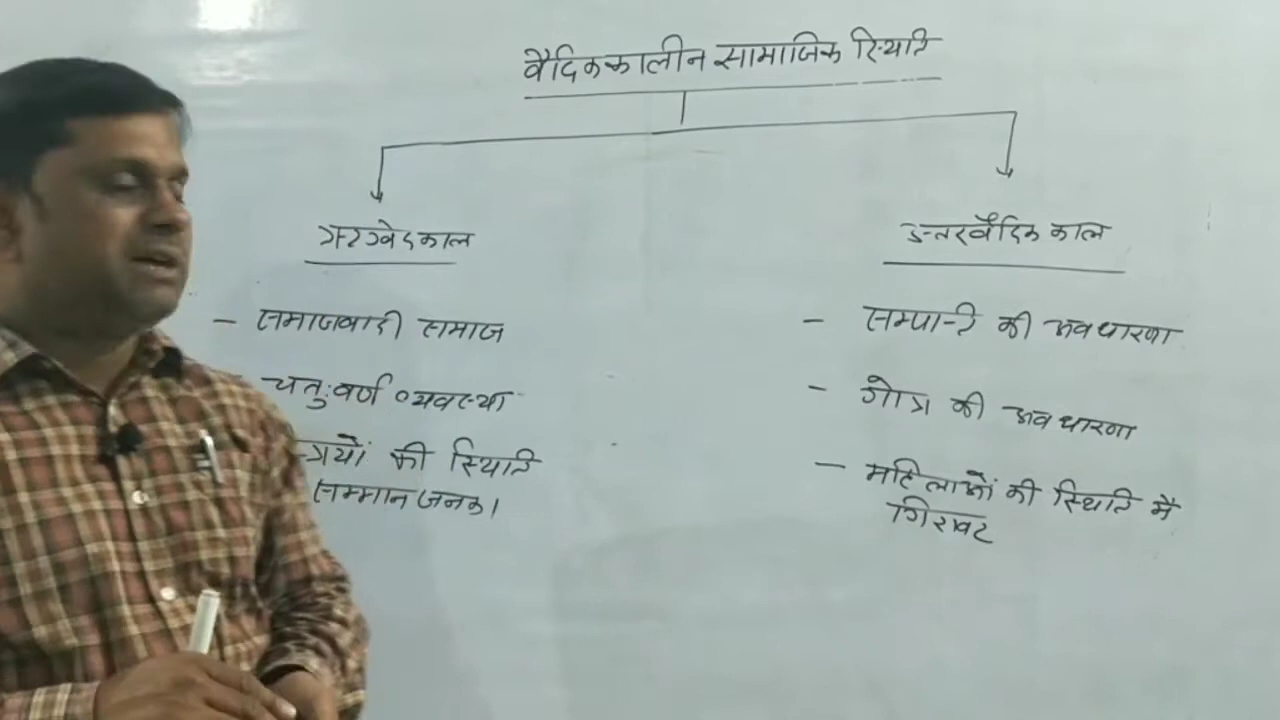 वैदिककालीन सामाजिक स्थिति
ऋग्वेदकाल
- समाजवादी समाज
चतुःवर्ण व्यवस्था
की स्थिति
सम्मानजनक।
उत्तरवैदिक काल
- सम्पत्ति की अवधारणा
- गोत्र की अवधारणा
- महिलाओं की स्थिति में
गिरावट